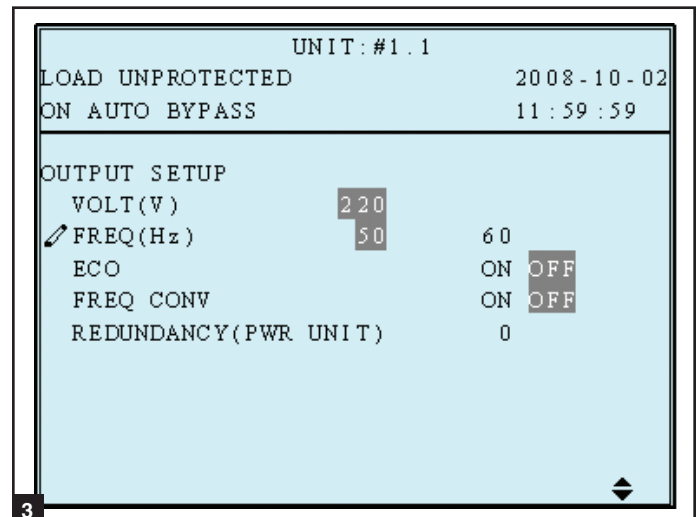 UNIT:#1.1
LOAD UNPROTECTED 2008-10-02
ON AUTO BYPASS 11:59:59
OUTPUT SETUP
VOLT(V) 220
FREQ(Hz) 50 60
ECO ON OFF
FREQ CONV ON OFF
REDUNDANCY(PWR UNIT) 0
3